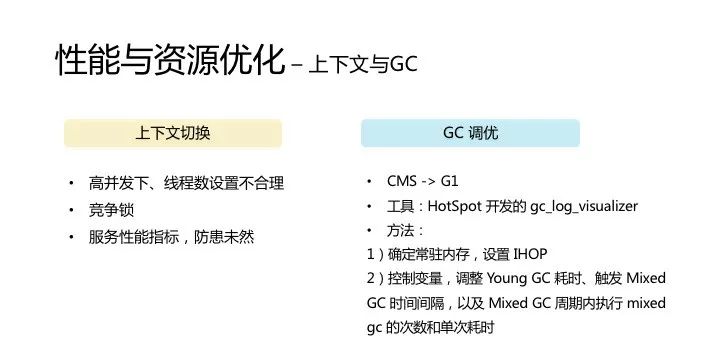 性能与资源优化 – 上下文与GC
上下文切换
• 高并发下、线程数设置不合理
• 竞争锁
• 服务性能指标，防患未然
GC 调优
• CMS -> G1
• 工具：HotSpot 开发的 gc_log_visualizer
• 方法：
1）确定常驻内存，设置 IHOP
2）控制变量，调整 Young GC 耗时、触发 Mixed
GC 时间间隔，以及 Mixed GC 周期内执行 mixed
gc 的次数和单次耗时